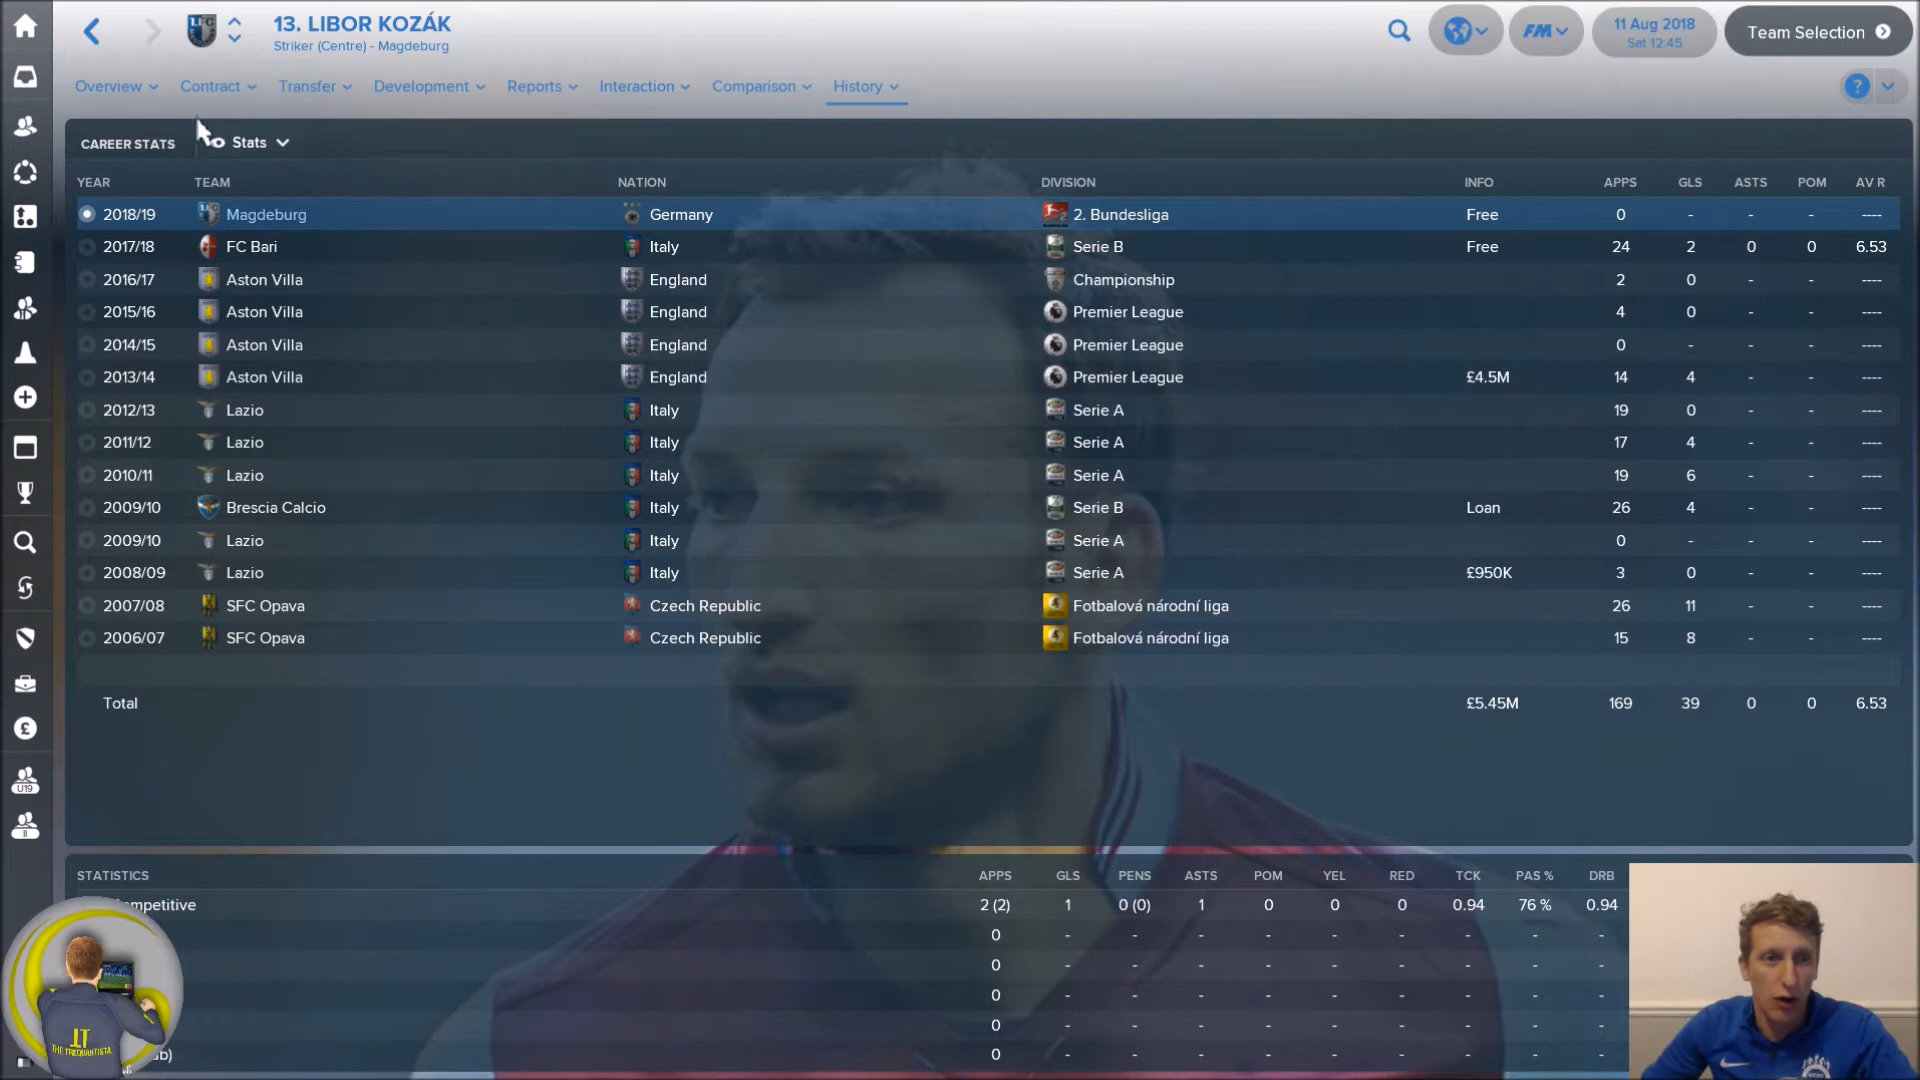 13. LIBOR KOZÁK
Striker (Centre) - Magdeburg
FM
11 Aug 2018
Sat 12:45
Team Selection
Overview Contract Transfer Development Reports Interaction Comparison History
?
CAREER STATS Stats
YEAR TEAM NATION DIVISION INFO APPS GLS ASTS POM AV R
2018/19 Magdeburg Germany 2. Bundesliga Free 0 - - - ----
2017/18 FC Bari Italy Serie B Free 24 2 0 0 6.53
2016/17 Aston Villa England Championship 2 0 - - ----
2015/16 Aston Villa England Premier League 4 0 - - ----
2014/15 Aston Villa England Premier League 0 - - - ----
2013/14 Aston Villa England Premier League £4.5M 14 4 - - ----
2012/13 Lazio Italy Serie A 19 0 - - ----
2011/12 Lazio Italy Serie A 17 4 - - ----
2010/11 Lazio Italy Serie A 19 6 - - ----
2009/10 Brescia Calcio Italy Serie B Loan 26 4 - - ----
2009/10 Lazio Italy Serie A 0 - - - ----
2008/09 Lazio Italy Serie A £950K 3 0 - - ----
2007/08 SFC Opava Czech Republic Fotbalová národní liga 26 11 - - ----
2006/07 SFC Opava Czech Republic Fotbalová národní liga 15 8 - - ----
Total £5.45M 169 39 0 0 6.53
U19
II
STATISTICS APPS GLS PENS ASTS POM YEL RED TCK PAS % DRB
mpetitive 2 (2) 1 0 (0) 1 0 0 0 0.94 76 % 0.94
0 - - - - - - - - -
0 - - - - - - - - -
0 - - - - - - - - -
0 - - - - - - - - -
0 - - - - - - - - -
TT
THE TREQUARTISTA